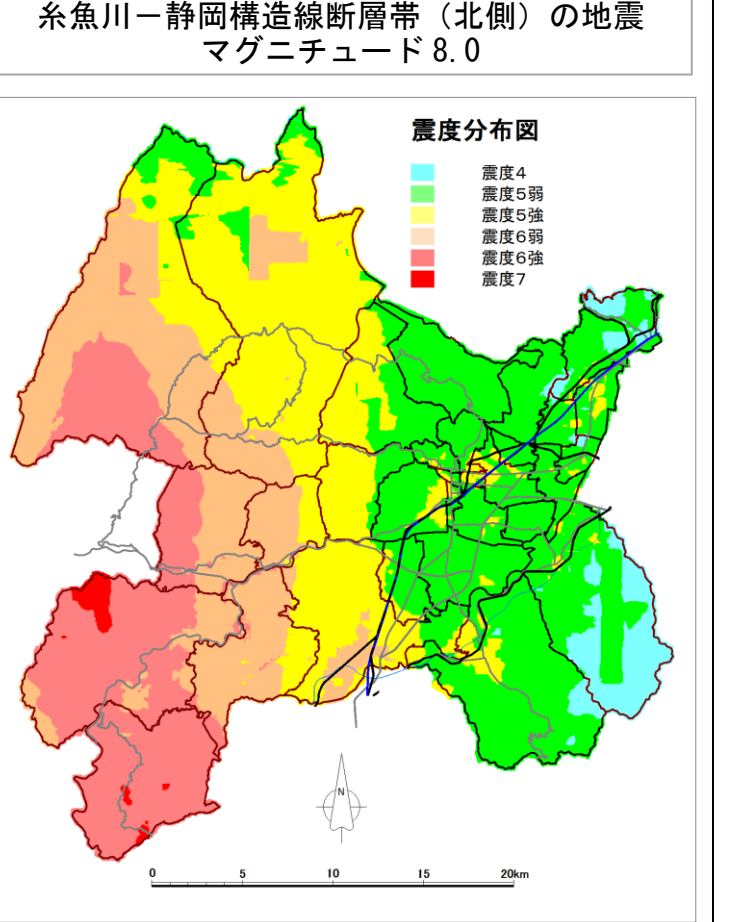 糸魚川－静岡構造線断層帯（北側）の地震
マグニチュード8.0
震度分布図
震度4
震度5弱
震度5強
震度6弱
震度6強
震度7
N
0 5 10 15 20km